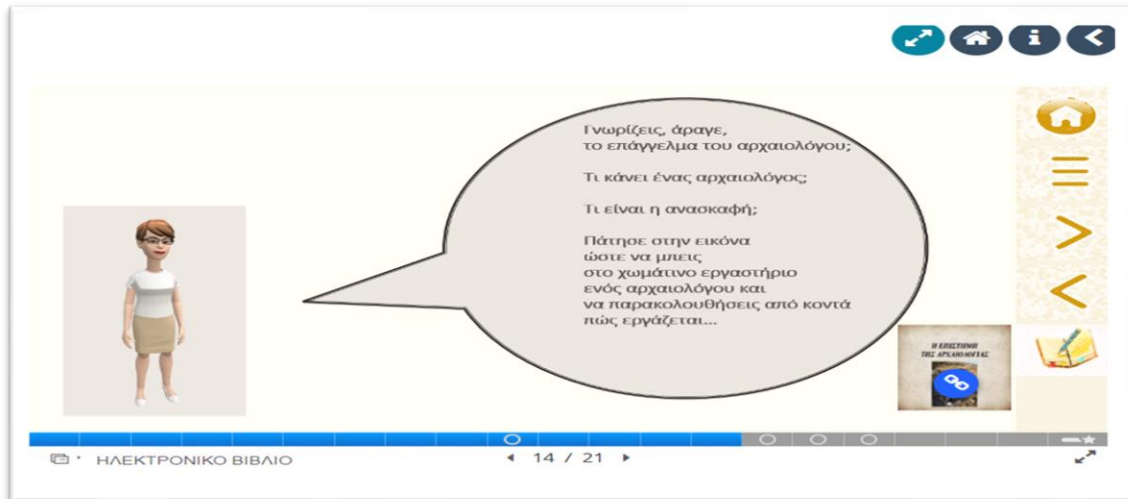 Γνωρίζεις, άραγε,
το επάγγελμα του αρχαιολόγου;
Τι κάνει ένας αρχαιολόγος;
Τι είναι η ανασκαφή;
Πάτησε στην εικόνα
ώστε να μπεις
στο χωμάτινο εργαστήριο
ενός αρχαιολόγου και
να παρακολουθήσεις από κοντά
πώς εργάζεται...
Η ΕΠΙΣΤΗΜΗ
ΤΗΣ ΑΡΧΑΙΟΛΟΓΙΑΣ
ΗΛΕΚΤΡΟΝΙΚΟ ΒΙΒΛΙΟ
14 / 21